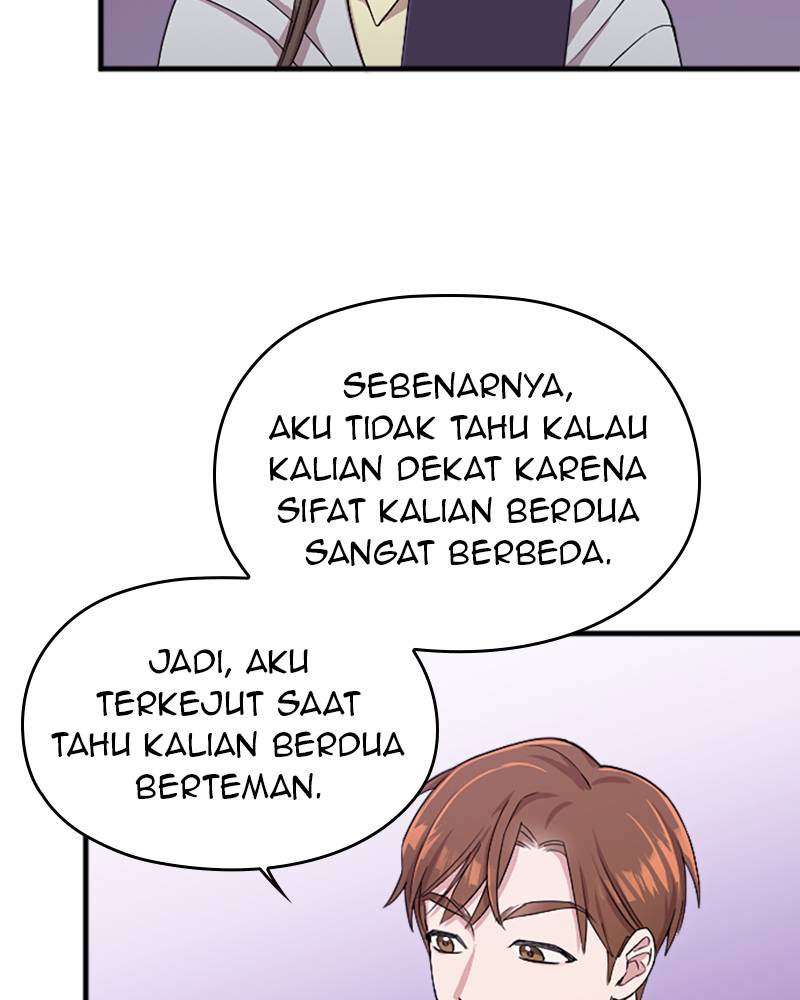 SEBENARNYA,
AKU TIDAK TAHU KALAU
KALIAN DEKAT KARENA
SIFAT KALIAN BERDUA
SANGAT BERBEDA.
JADI, AKU
TERKEJUT SAAT
TAHU KALIAN BERDUA
BERTEMAN.